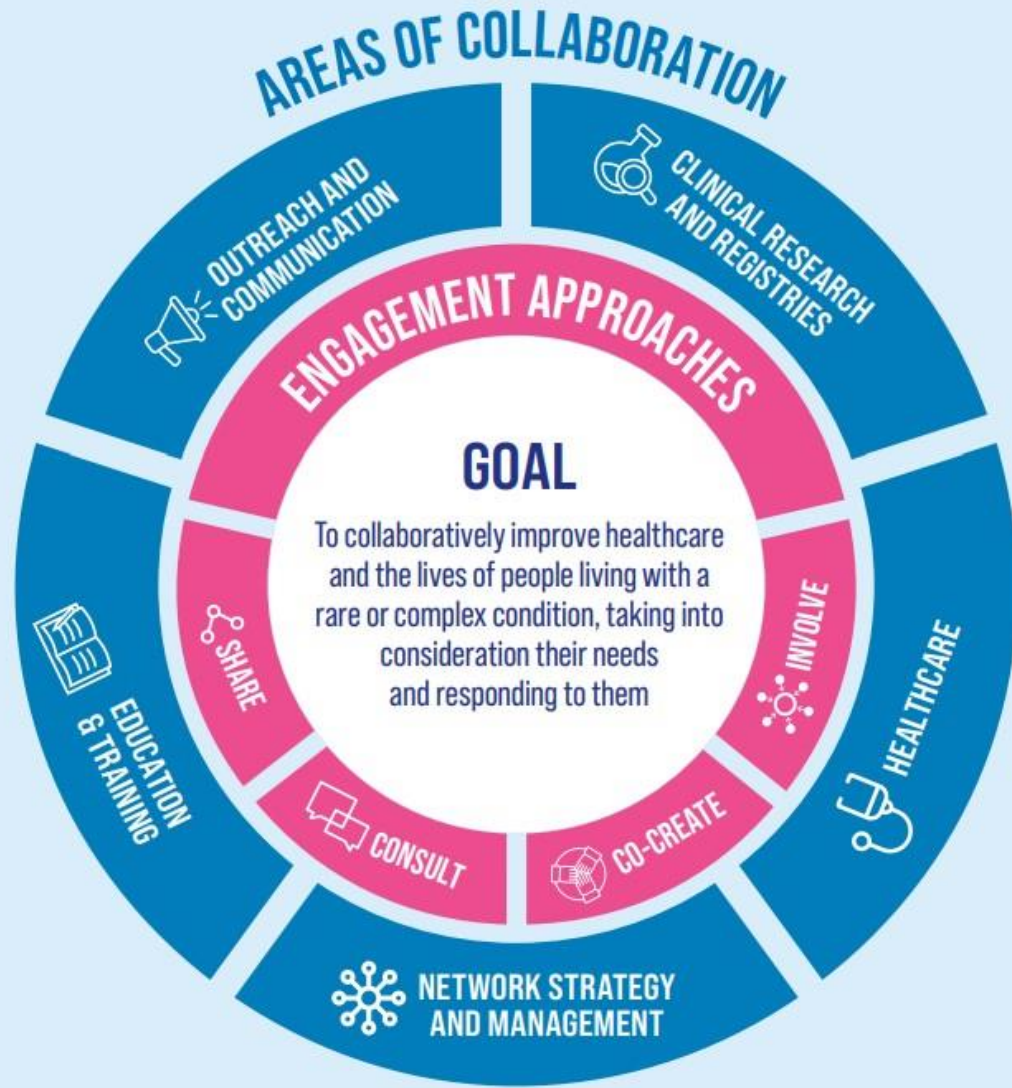 AREAS OF COLLABORATION
OUTREACH AND
COMMUNICATION
CLINICAL RESEARCH
AND REGISTRIES
ENGAGEMENT APPROACHES
GOAL
To collaboratively improve healthcare
and the lives of people living with a
rare or complex condition, taking into
consideration their needs
and responding to them
SHARE
INVOLVE
EDUCATION
& TRAINING
HEALTHCARE
CONSULT
CO-CREATE
NETWORK STRATEGY
AND MANAGEMENT